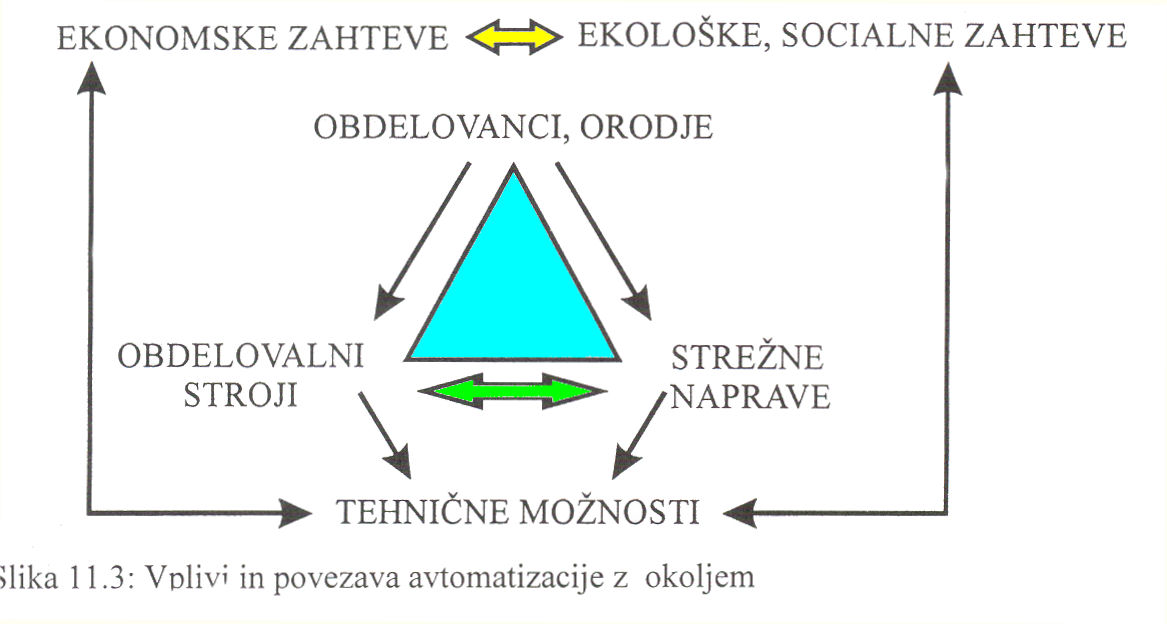 EKONOMSKE ZAHTEVE EKOLOŠKE, SOCIALNE ZAHTEVE
OBDELOVANCI, ORODJE
OBDELOVALNI
STROJI
STREŽNE
NAPRAVE
TEHNIČNE MOŽNOSTI
Slika 11.3: Vplivi in povezava avtomatizacije z okoljem